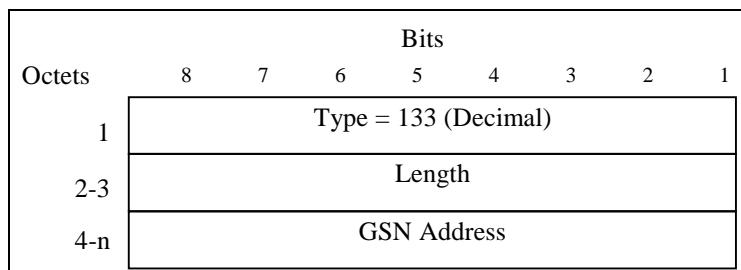 Bits
Octets 8 7 6 5 4 3 2 1
1 Type = 133 (Decimal)
2-3 Length
4-n GSN Address